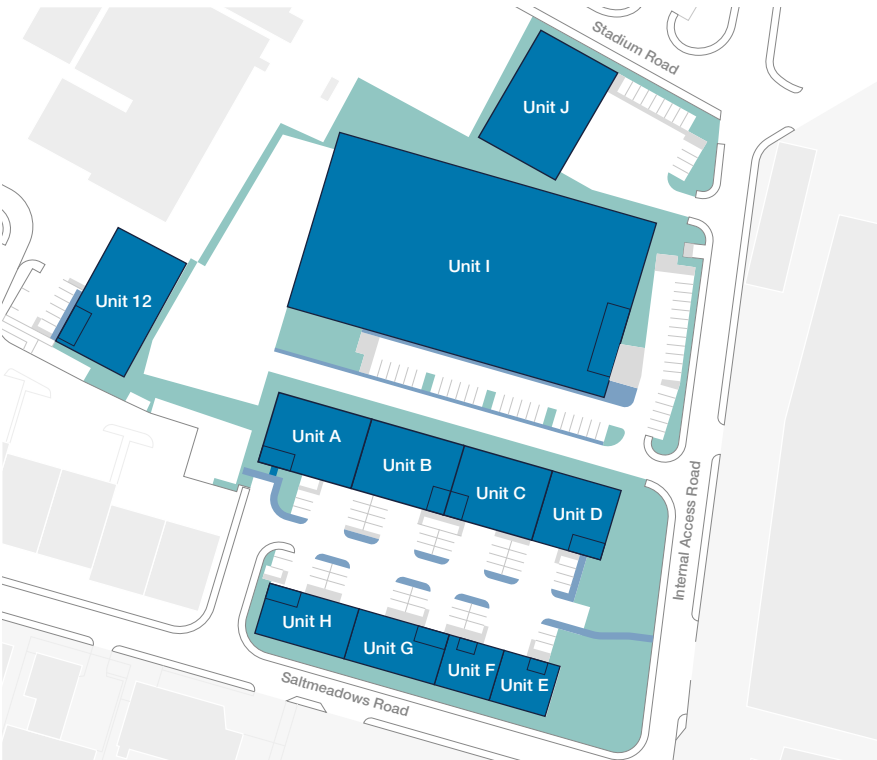 Stadium Road
Unit J
Unit I
Unit 12
Unit A
Unit B
Unit C
Unit D
Internal Access Road
Unit H
Unit G
Unit F
Unit E
Saltmeadows Road